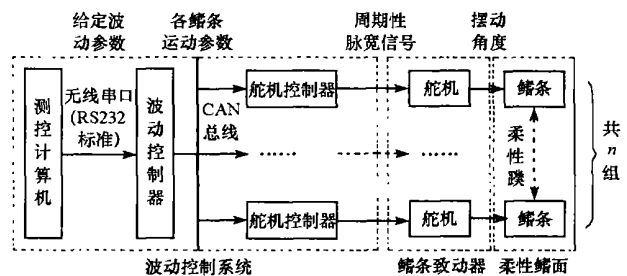 给定波
动参数
各鳍条
运动参数
周期性
脉宽信号
摆动
角度
测控计算机
无线串口
(RS232
标准)
波动控制器
CAN
总线
舵机控制器
舵机
鳍条
……
……
柔性蹼
舵机控制器
舵机
鳍条
共
n
组
波动控制系统
鳍条致动器
柔性鳍面